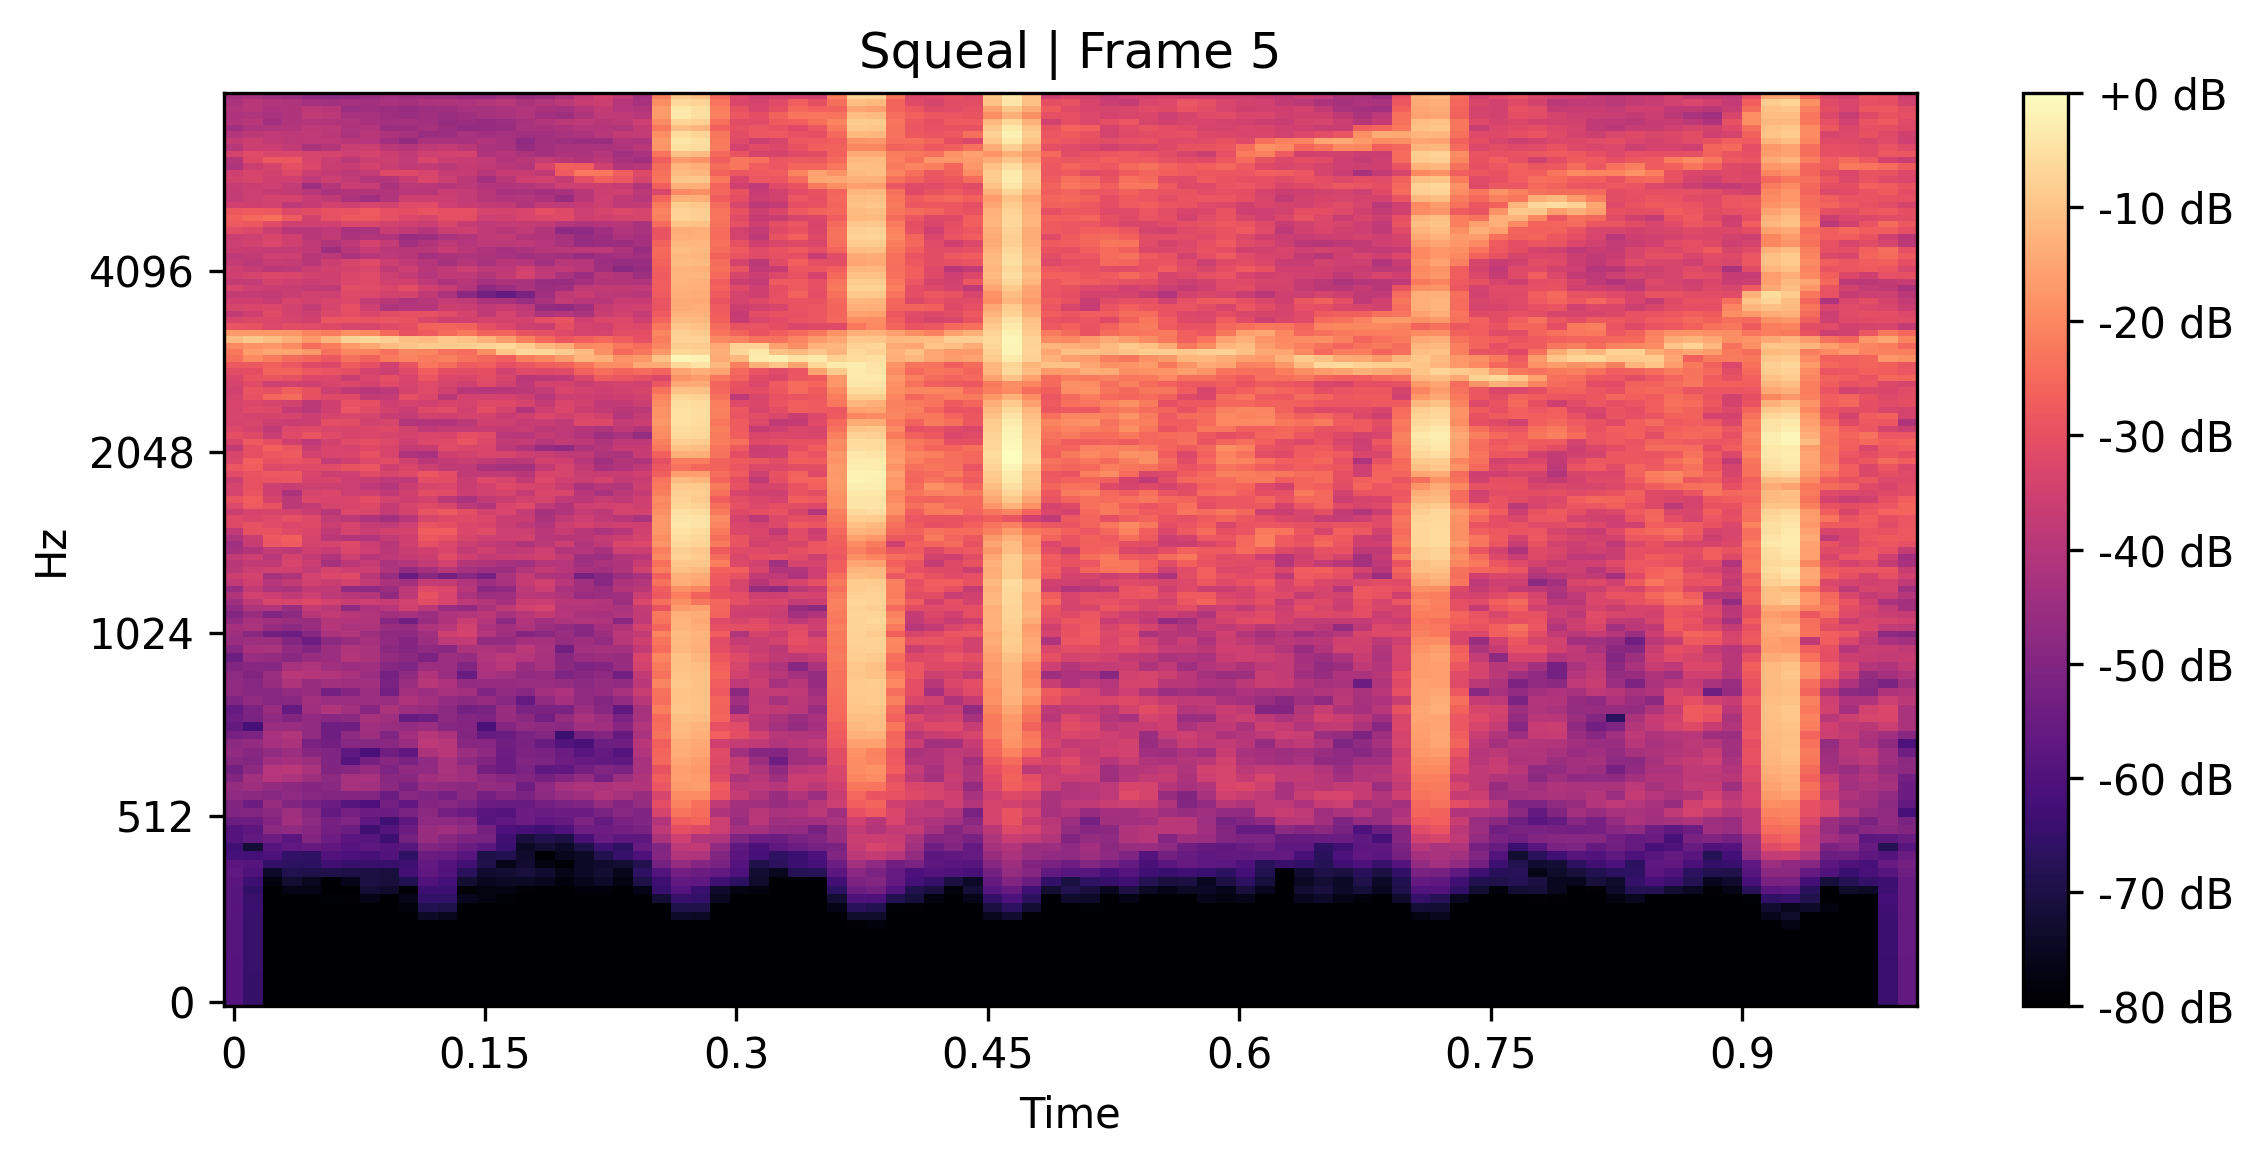 Squeal | Frame 5
Hz
4096
2048
1024
512
0
0 0.15 0.3 0.45 0.6 0.75 0.9
Time
+0 dB
-10 dB
-20 dB
-30 dB
-40 dB
-50 dB
-60 dB
-70 dB
-80 dB